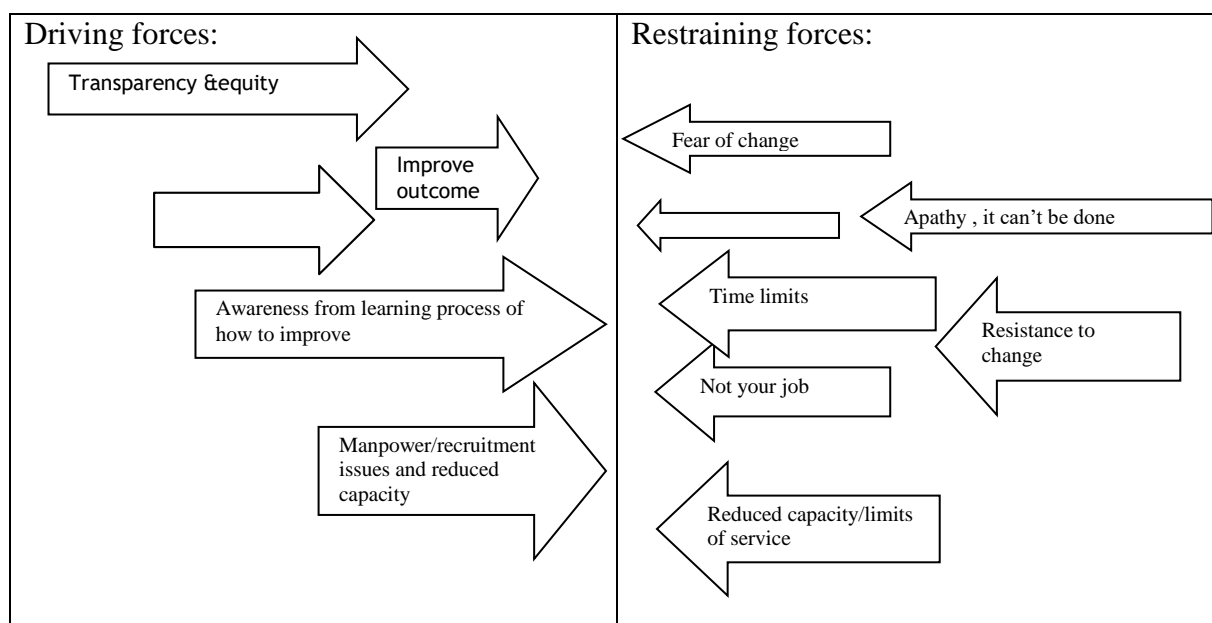 Driving forces:
Transparency &equity
Improve
outcome
Awareness from learning process of
how to improve
Manpower/recruitment
issues and reduced
capacity
Restraining forces:
Fear of change
Apathy , it can’t be done
Time limits
Resistance to
change
Not your job
Reduced capacity/limits
of service